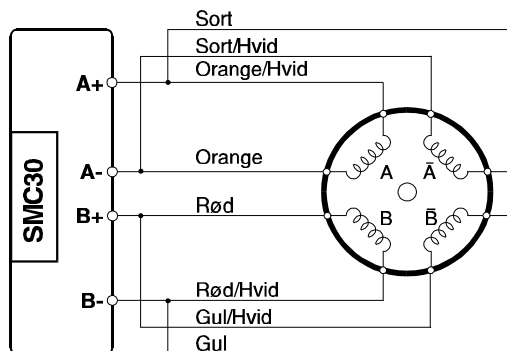 Sort
Sort/Hvid
A+
Orange/Hvid
A-
Orange
A
Ā
SMC30
B+
Rød
B
B̄
B-
Rød/Hvid
Gul/Hvid
Gul